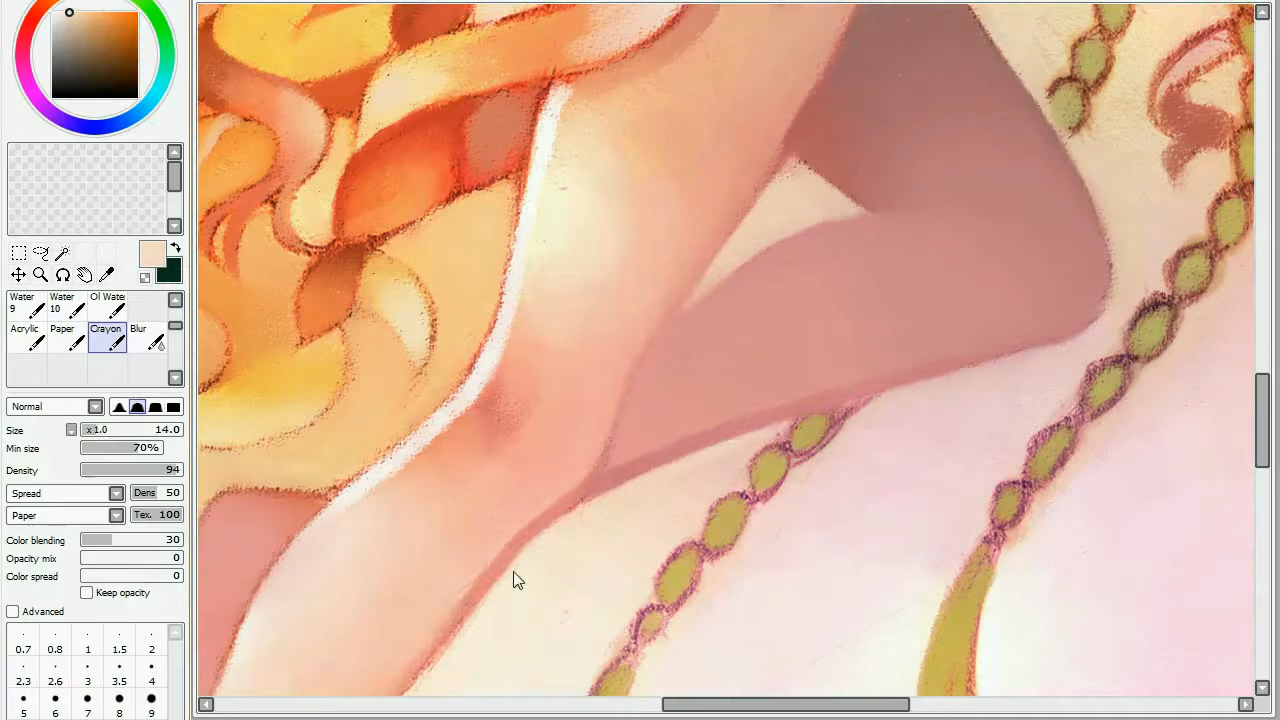 Water Water Ol Wate
9 10
Acrylic Paper Crayon Blur
Normal
Size x 1.0 14.0
Min size 70%
Density 94
Spread Dens 50
Paper Tex. 100
Color blending 30
Opacity mix 0
Color spread 0
Keep opacity
Advanced
0.7 0.8 1 1.5 2
2.3 2.6 3 3.5 4
5 6 7 8 9